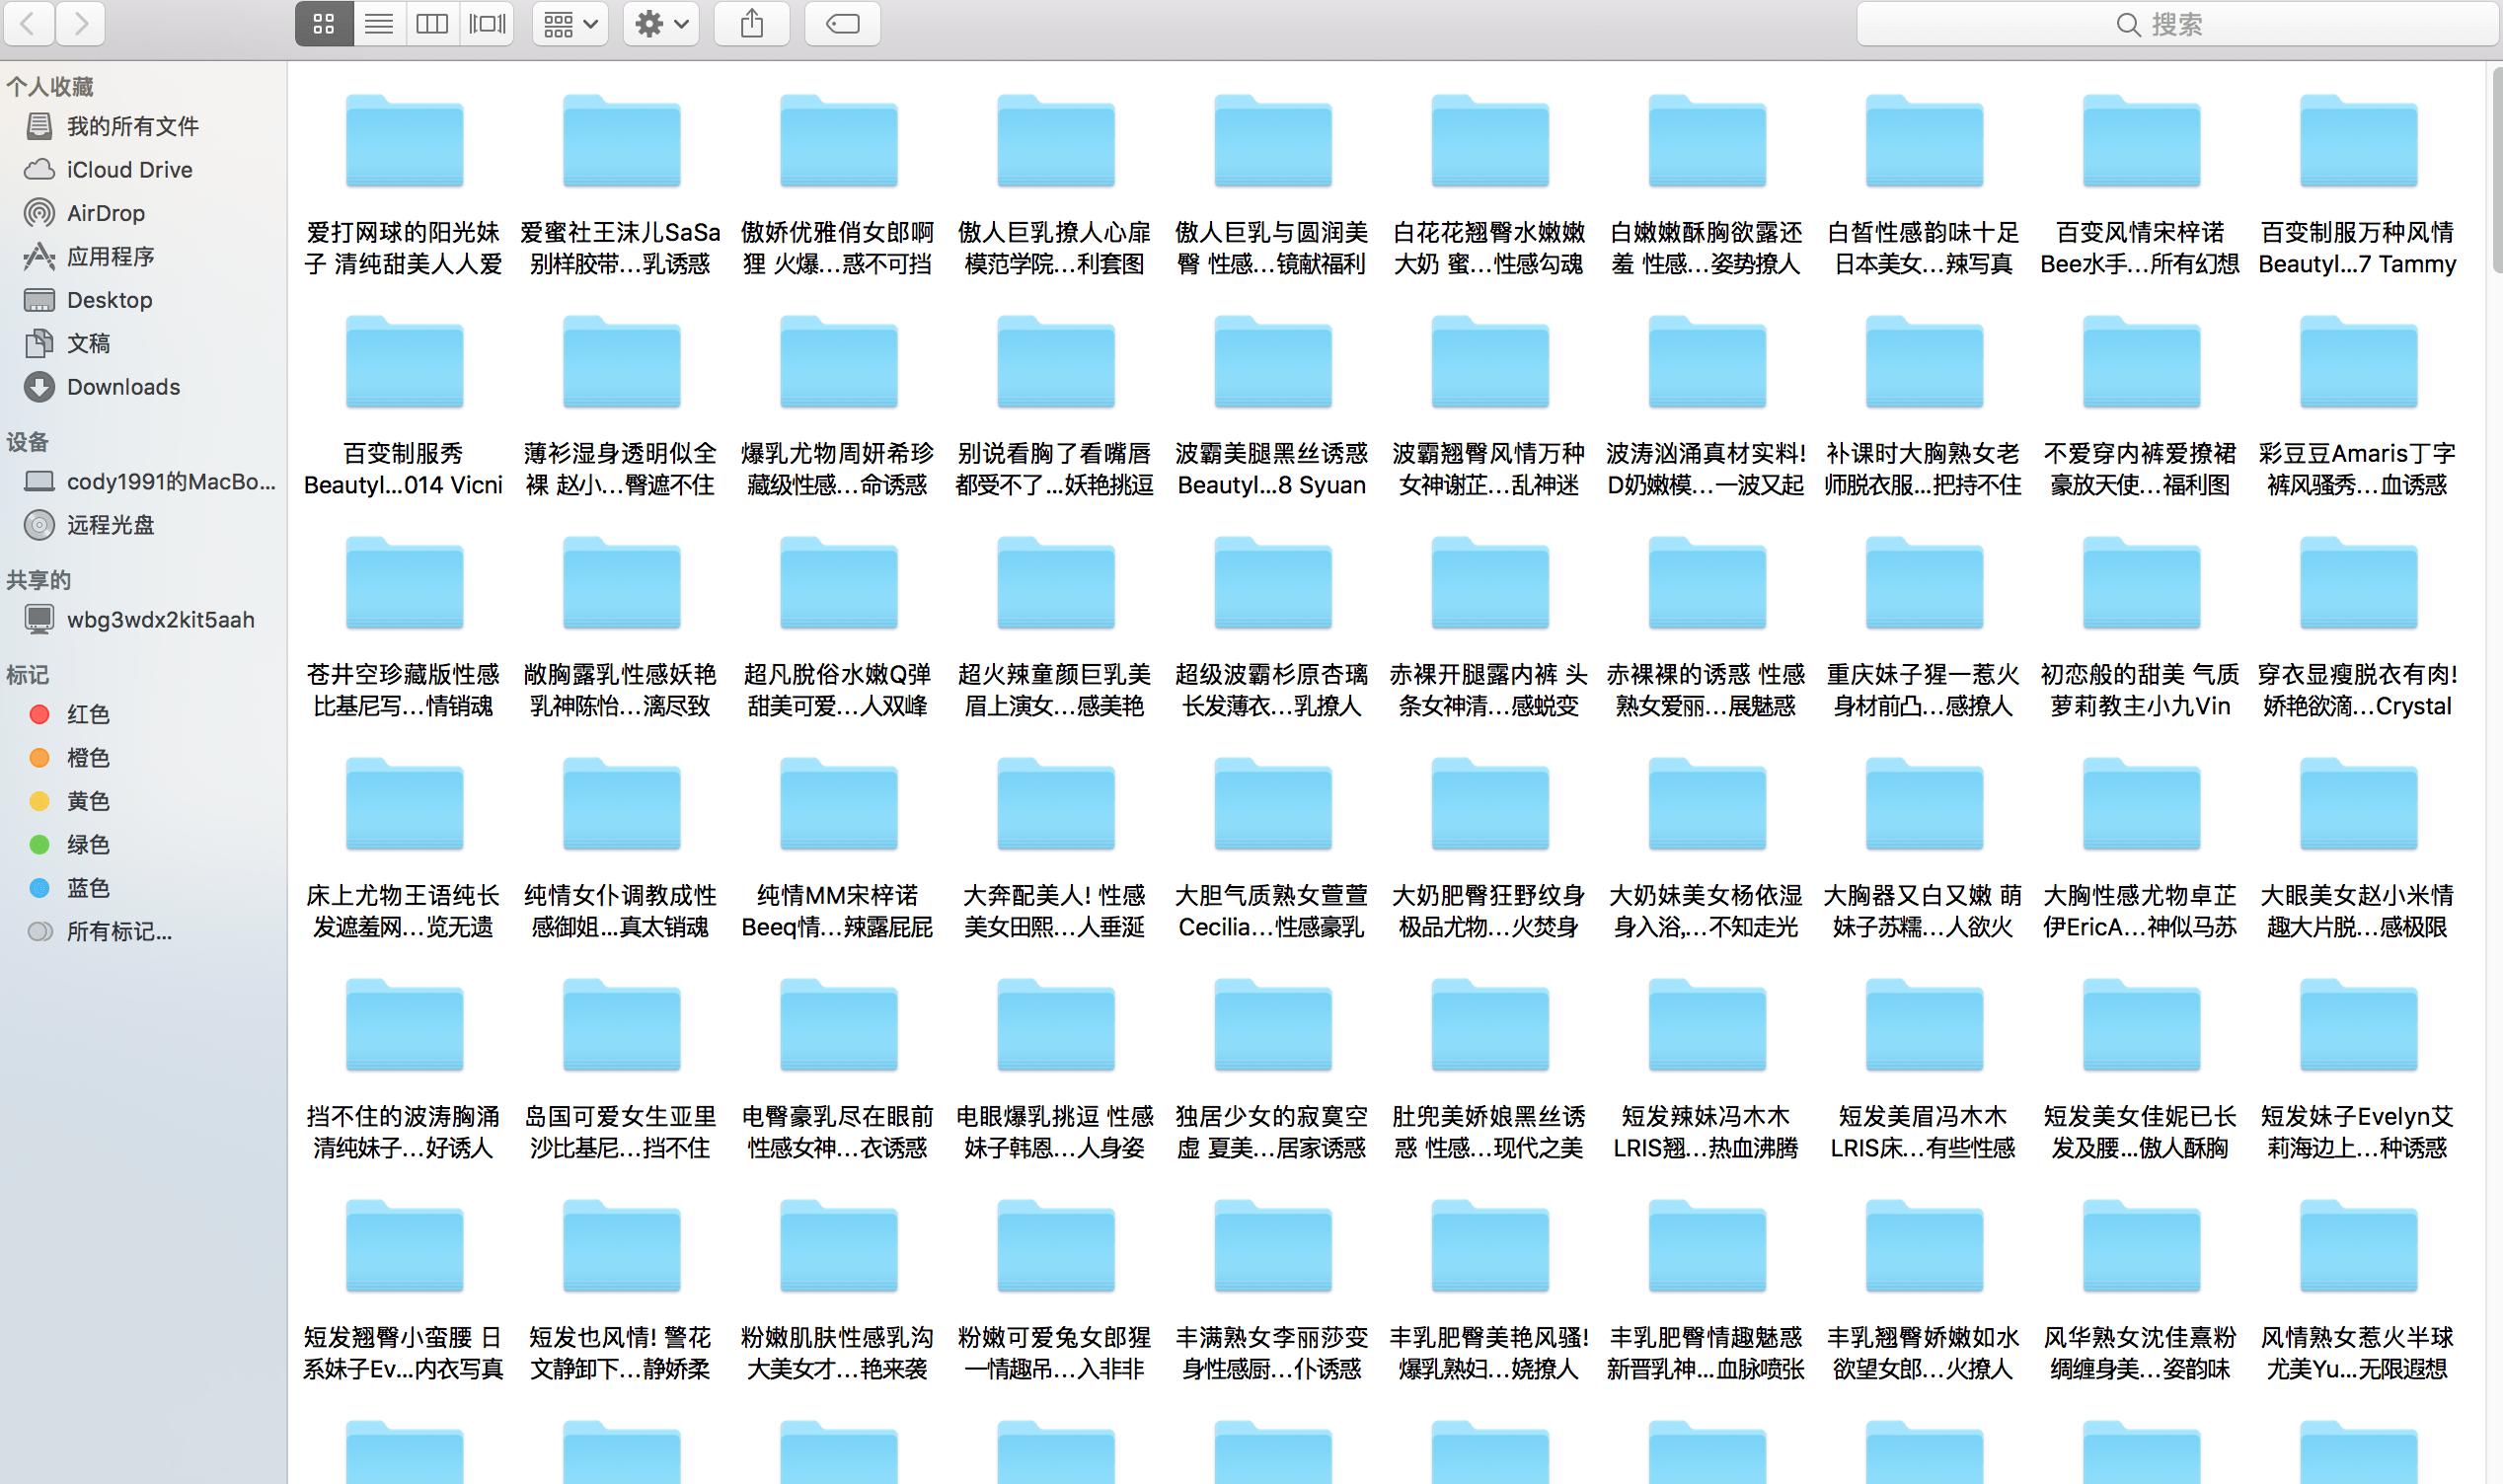 搜索
个人收藏
我的所有文件
iCloud Drive
AirDrop
应用程序
Desktop
文稿
Downloads
设备
cody1991的MacBo...
远程光盘
共享的
wbg3wdx2kit5aah
标记
红色
橙色
黄色
绿色
蓝色
所有标记...
爱打网球的阳光妹
子 清纯甜美人人爱
爱蜜社王沫儿SaSa
别样胶带...乳诱惑
傲娇优雅俏女郎啊
狸 火爆...惑不可挡
傲人巨乳撩人心扉
模范学院...利套图
傲人巨乳与圆润美
臀 性感...镜献福利
白花花翘臀水嫩嫩
大奶 蜜...性感勾魂
白嫩嫩酥胸欲露还
羞 性感...姿势撩人
白皙性感韵味十足
日本美女...辣写真
百变风情宋梓诺
Bee水手...所有幻想
百变制服万种风情
Beautyl...7 Tammy
百变制服秀
Beautyl...014 Vicni
薄衫湿身透明似全
裸 赵小...臀遮不住
爆乳尤物周妍希珍
藏级性感...命诱惑
别说看胸了看嘴唇
都受不了...妖艳挑逗
波霸美腿黑丝诱惑
Beautyl...8 Syuan
波霸翘臀风情万种
女神谢芷...乱神迷
波涛汹涌真材实料!
D奶嫩模...一波又起
补课时大胸熟女老
师脱衣服...把持不住
不爱穿内裤爱撩裙
豪放天使...福利图
彩豆豆Amaris丁字
裤风骚秀...血诱惑
苍井空珍藏版性感
比基尼写...情销魂
敞胸露乳性感妖艳
乳神陈怡...漓尽致
超凡脫俗水嫩Q弹
甜美可爱...人双峰
超火辣童颜巨乳美
眉上演女...感美艳
超级波霸杉原杏璃
长发薄衣...乳撩人
赤裸开腿露内裤 头
条女神清...感蜕变
赤裸裸的诱惑 性感
熟女爱丽...展魅惑
重庆妹子猩一惹火
身材前凸...感撩人
初恋般的甜美 气质
萝莉教主小九Vin
穿衣显瘦脱衣有肉!
娇艳欲滴...Crystal
床上尤物王语纯长
发遮羞网...览无遗
纯情女仆调教成性
感御姐...真太销魂
纯情MM宋梓诺
Beeq情...辣露屁屁
大奔配美人! 性感
美女田熙...人垂涎
大胆气质熟女萱萱
Cecilia...性感豪乳
大奶肥臀狂野纹身
极品尤物...火焚身
大奶妹美女杨依湿
身入浴,...不知走光
大胸器又白又嫩 萌
妹子苏糯...人欲火
大胸性感尤物卓芷
伊EricA...神似马苏
大眼美女赵小米情
趣大片脱...感极限
挡不住的波涛胸涌
清纯妹子...好诱人
岛国可爱女生亚里
沙比基尼...挡不住
电臀豪乳尽在眼前
性感女神...衣诱惑
电眼爆乳挑逗 性感
妹子韩恩...人身姿
独居少女的寂寞空
虚 夏美...居家诱惑
肚兜美娇娘黑丝诱
惑 性感...现代之美
短发辣妹冯木木
LRIS翘...热血沸腾
短发美眉冯木木
LRIS床...有些性感
短发美女佳妮已长
发及腰...傲人酥胸
短发妹子Evelyn艾
莉海边上...种诱惑
短发翘臀小蛮腰 日
系妹子Ev...内衣写真
短发也风情! 警花
文静卸下...静娇柔
粉嫩肌肤性感乳沟
大美女才...艳来袭
粉嫩可爱兔女郎猩
一情趣吊...入非非
丰满熟女李丽莎变
身性感厨...仆诱惑
丰乳肥臀美艳风骚!
爆乳熟妇...娆撩人
丰乳肥臀情趣魅惑
新晋乳神...血脉喷张
丰乳翘臀娇嫩如水
欲望女郎...火撩人
风华熟女沈佳熹粉
绸缠身美...姿韵味
风情熟女惹火半球
尤美Yu...无限遐想